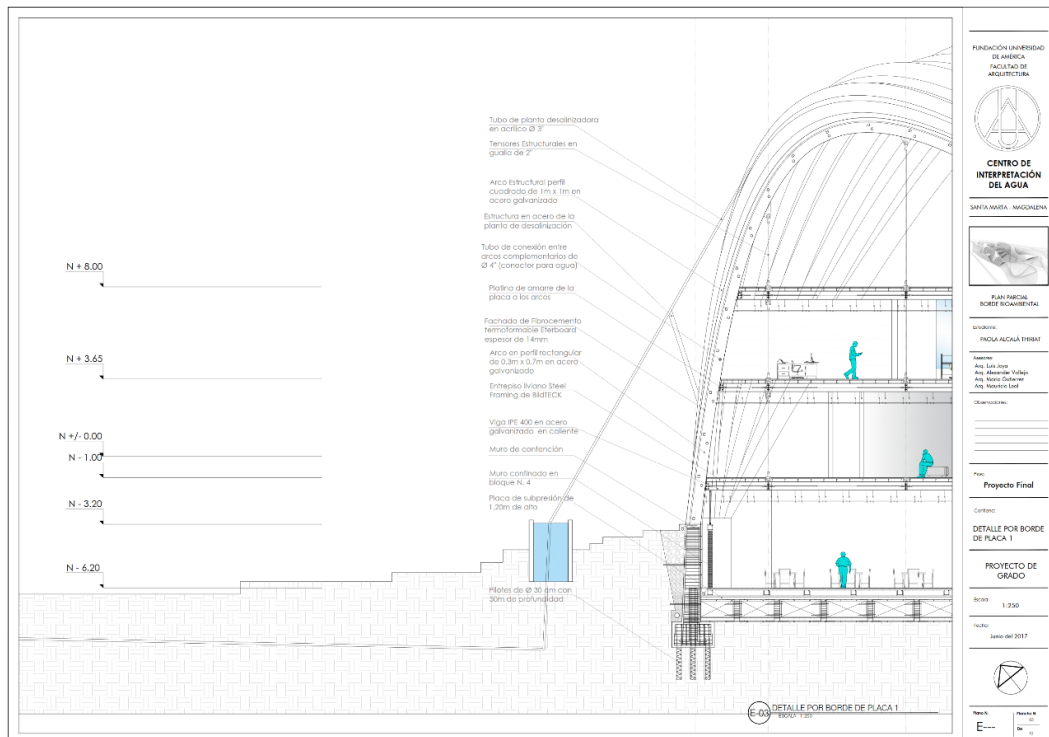 Tubo de planta desalinizadora
en acrílico Ø 3"
Tensores Estructurales en
guaila de 2"
Arco Estructural perfil
cuadrado de 1m x 1m en
acero galvanizado
Estructura en acero de la
planta de desalinización
Tubo de conexión entre
arcos complementarios de
Ø 4" (conector para agua)
Platina de amarre de la
placa a los arcos
Fachada de Fibrocemento
termoformable Eterboard
espesor de 14mm
Arco en perfil rectangular
de 0.3m x 0.7m en acero
galvanizado
Entrepiso liviano Steel
Framing de BildTECK
Viga IPE 400 en acero
galvanizado en caliente
Muro de contención
Muro confinado en
bloque N. 4
Placa de subpresión de
1.20m de alto
Pilotes de Ø 30 cm con
30m de profundidad
N + 8.00
N + 3.65
N +/- 0.00
N - 1.00
N - 3.20
N - 6.20
E-03
DETALLE POR BORDE DE PLACA 1
ESCALA 1:250
FUNDACIÓN UNIVERSIDAD
DE AMÉRICA
FACULTAD DE
ARQUITECTURA
CENTRO DE
INTERPRETACIÓN
DEL AGUA
SANTA MARTA - MAGDALENA
PLAN PARCIAL
BORDE BIOAMBIENTAL
Estudiante:
PAOLA ALCALÁ THIRIAT
Asesores:
Arq. Luis Joya
Arq. Alexander Vallejo
Arq. María Gutierrez
Arq. Mauricio Leal
Observaciones:
Fase:
Proyecto Final
Contiene:
DETALLE POR BORDE
DE PLACA 1
PROYECTO DE
GRADO
Escala:
1:250
Fecha:
Junio del 2017
Plano N.
E---
Plancha N.
De